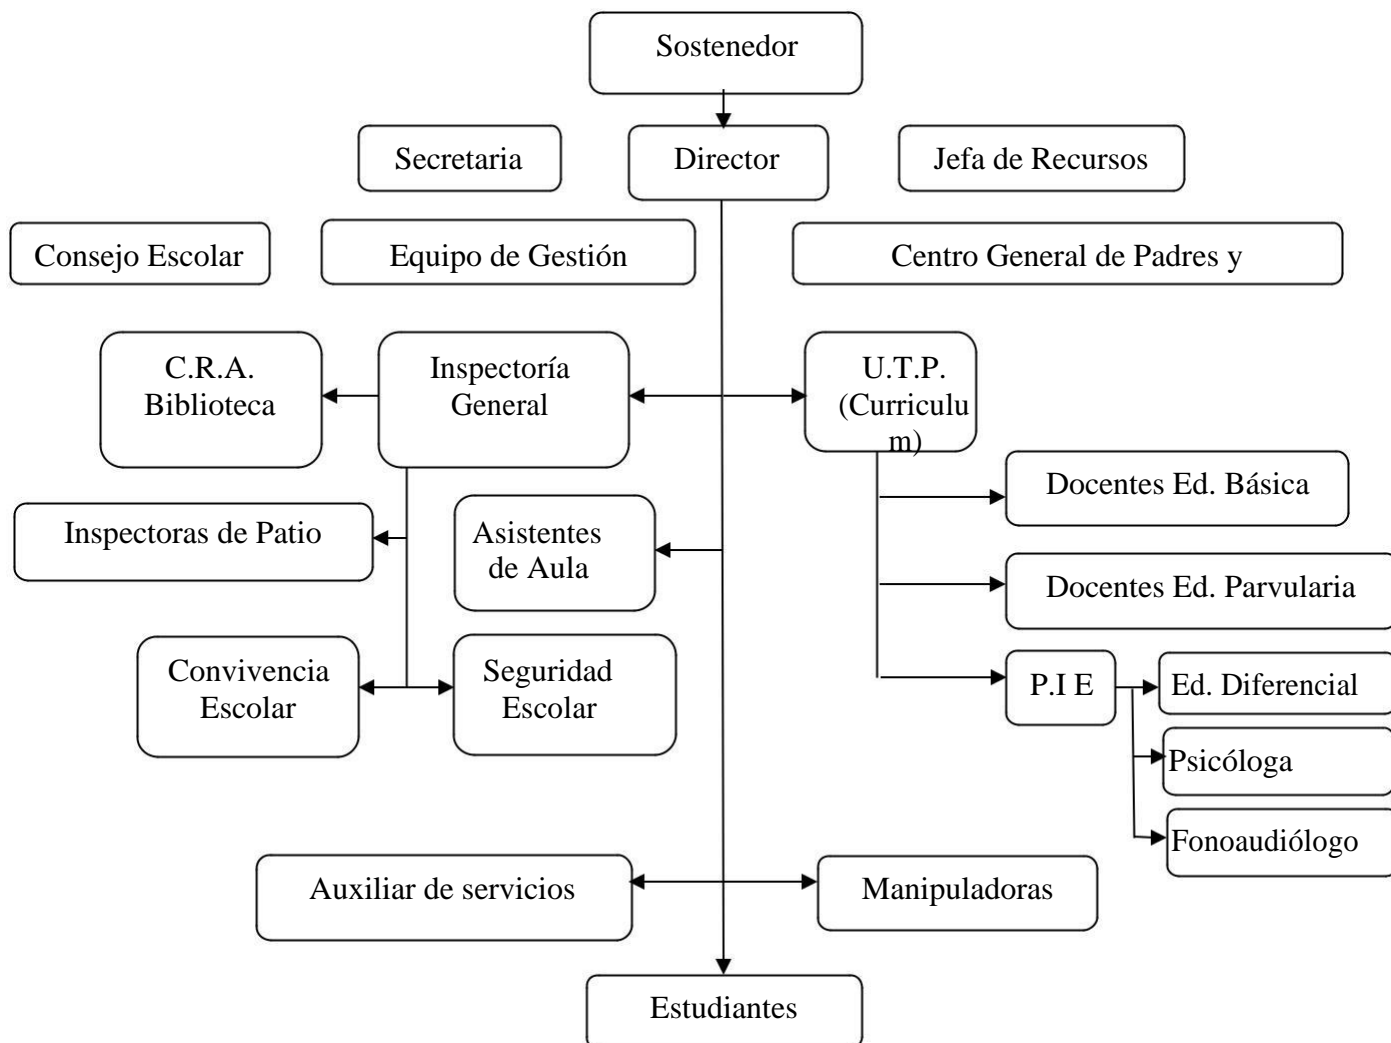 Sostenedor
Secretaria
Director
Jefa de Recursos
Consejo Escolar
Equipo de Gestión
Centro General de Padres y
C.R.A.
Biblioteca
Inspectoría
General
U.T.P.
(Curriculu
m)
Docentes Ed. Básica
Inspectoras de Patio
Asistentes
de Aula
Docentes Ed. Parvularia
Convivencia
Escolar
Seguridad
Escolar
P.I E
Ed. Diferencial
Psicóloga
Fonoaudiólogo
Auxiliar de servicios
Manipuladoras
Estudiantes